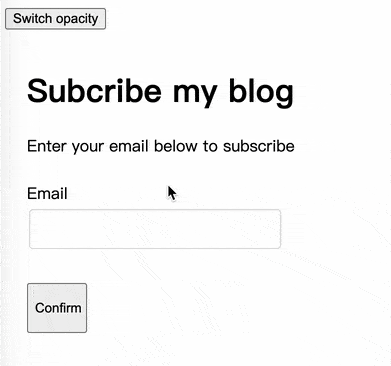 Switch opacity
Subcribe my blog
Enter your email below to subscribe
Email
Confirm